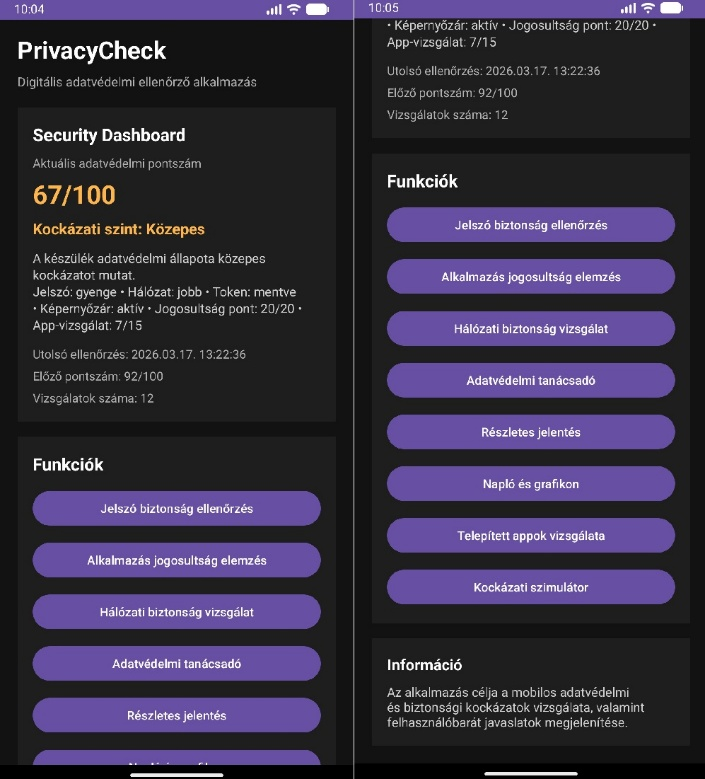 10:04
PrivacyCheck
Digitális adatvédelmi ellenőrző alkalmazás
Security Dashboard
Aktuális adatvédelmi pontszám
67/100
Kockázati szint: Közepes
A készülék adatvédelmi állapota közepes
kockázatot mutat.
Jelszó: gyenge • Hálózat: jobb • Token: mentve
• Képernyőzár: aktív • Jogosultság pont: 20/20 •
App-vizsgálat: 7/15
Utolsó ellenőrzés: 2026.03.17. 13:22:36
Előző pontszám: 92/100
Vizsgálatok száma: 12
Funkciók
Jelszó biztonság ellenőrzés
Alkalmazás jogosultság elemzés
Hálózati biztonság vizsgálat
Adatvédelmi tanácsadó
Részletes jelentés
10:05
• Képernyőzár: aktív • Jogosultság pont: 20/20 •
App-vizsgálat: 7/15
Utolsó ellenőrzés: 2026.03.17. 13:22:36
Előző pontszám: 92/100
Vizsgálatok száma: 12
Funkciók
Jelszó biztonság ellenőrzés
Alkalmazás jogosultság elemzés
Hálózati biztonság vizsgálat
Adatvédelmi tanácsadó
Részletes jelentés
Napló és grafikon
Telepített appok vizsgálata
Kockázati szimulátor
Információ
Az alkalmazás célja a mobilos adatvédelmi
és biztonsági kockázatok vizsgálata, valamint
felhasználóbarát javaslatok megjelenítése.